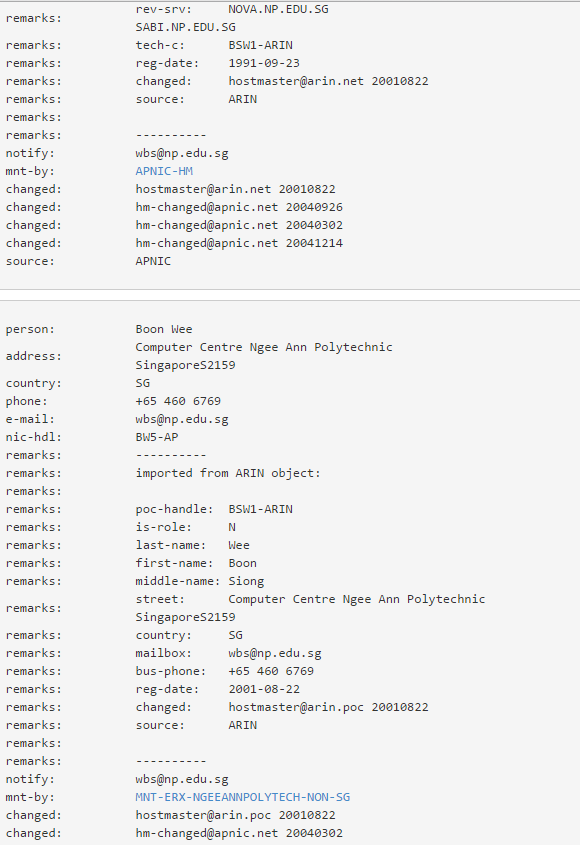 remarks: rev-srv: NOVA.NP.EDU.SG
SABI.NP.EDU.SG
remarks: tech-c: BSW1-ARIN
remarks: reg-date: 1991-09-23
remarks: changed: hostmaster@arin.net 20010822
remarks: source: ARIN
remarks:
remarks: ----------
notify: wbs@np.edu.sg
mnt-by: APNIC-HM
changed: hostmaster@arin.net 20010822
changed: hm-changed@apnic.net 20040926
changed: hm-changed@apnic.net 20040302
changed: hm-changed@apnic.net 20041214
source: APNIC
person: Boon Wee
address: Computer Centre Ngee Ann Polytechnic
SingaporeS2159
country: SG
phone: +65 460 6769
e-mail: wbs@np.edu.sg
nic-hdl: BW5-AP
remarks: ----------
remarks: imported from ARIN object:
remarks:
remarks: poc-handle: BSW1-ARIN
remarks: is-role: N
remarks: last-name: Wee
remarks: first-name: Boon
remarks: middle-name: Siong
remarks: street: Computer Centre Ngee Ann Polytechnic
SingaporeS2159
remarks: country: SG
remarks: mailbox: wbs@np.edu.sg
remarks: bus-phone: +65 460 6769
remarks: reg-date: 2001-08-22
remarks: changed: hostmaster@arin.poc 20010822
remarks: source: ARIN
remarks:
remarks: ----------
notify: wbs@np.edu.sg
mnt-by: MNT-ERX-NGEEANNPOLYTECH-NON-SG
changed: hostmaster@arin.poc 20010822
changed: hm-changed@apnic.net 20040302